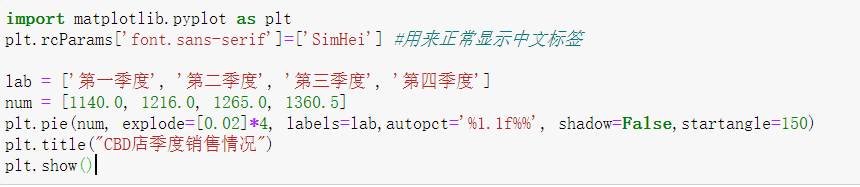 import matplotlib.pyplot as plt
plt.rcParams['font.sans-serif']=['SimHei'] #用来正常显示中文标签
lab = ['第一季度', '第二季度', '第三季度', '第四季度']
num = [1140.0, 1216.0, 1265.0, 1360.5]
plt.pie(num, explode=[0.02]*4, labels=lab,autopct='%1.1f%%', shadow=False,startangle=150)
plt.title("CBD店季度销售情况")
plt.show()